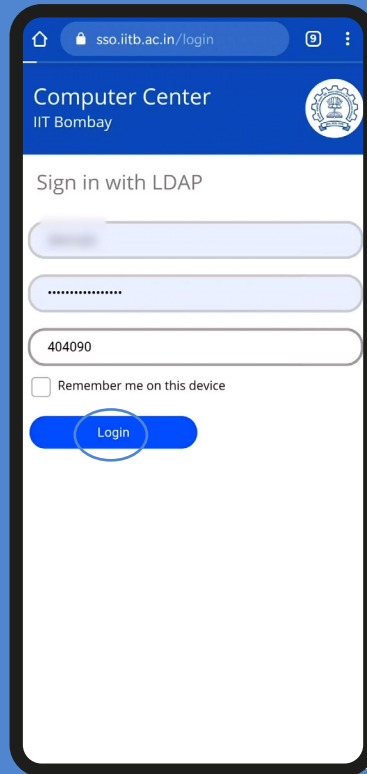 sso.iitb.ac.in/login
9
Computer Center
IIT Bombay
Sign in with LDAP
•••••••••••••••••
404090
Remember me on this device
Login